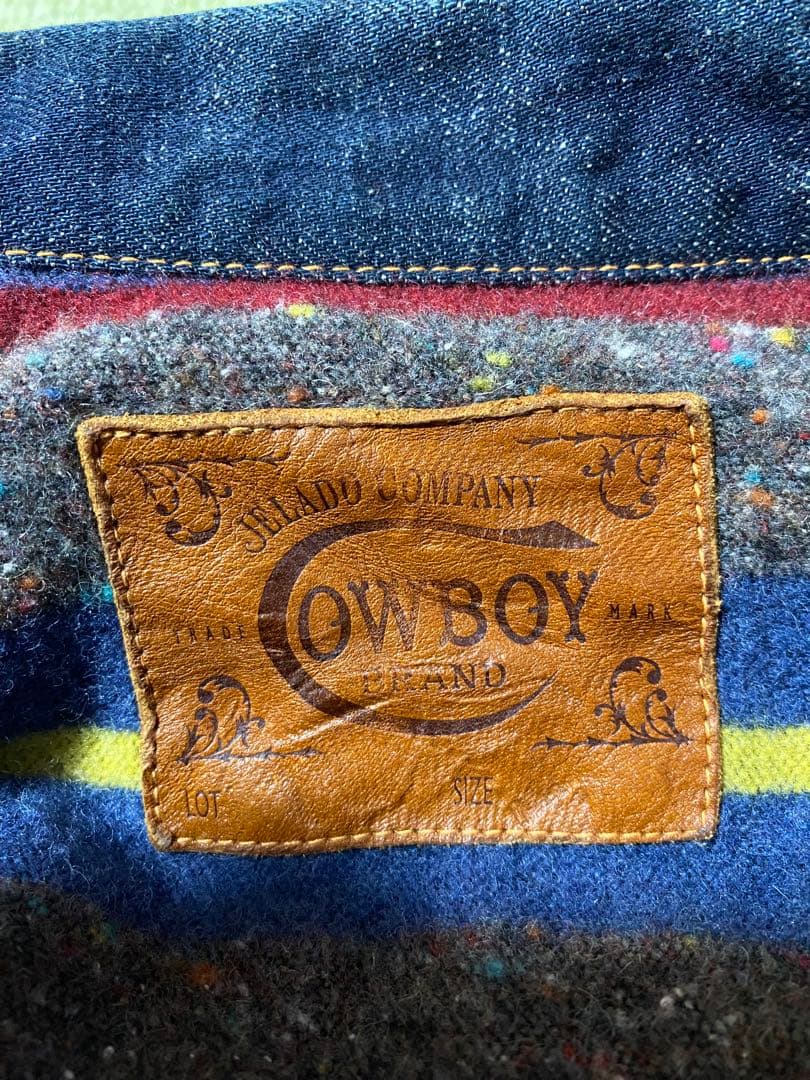 JELADO COMPANY
COWBOY
TRADE MARK
BRAND
LOT SIZE